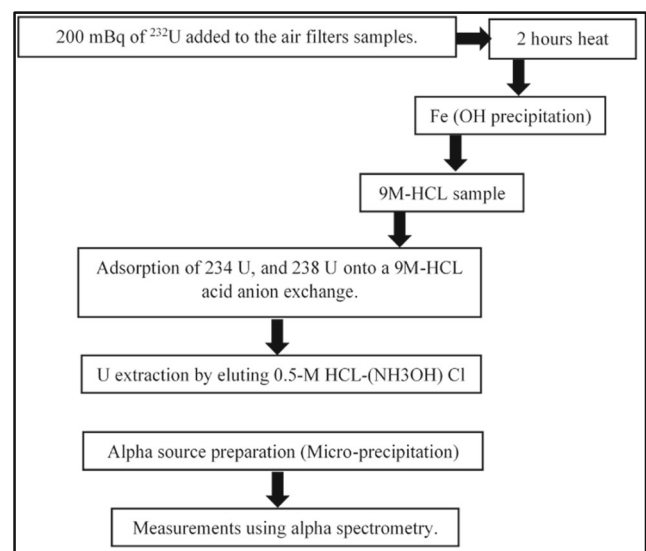 200 mBq of ²³²U added to the air filters samples.
2 hours heat
Fe (OH precipitation)
9M-HCL sample
Adsorption of 234 U, and 238 U onto a 9M-HCL
acid anion exchange.
U extraction by eluting 0.5-M HCL-(NH3OH) Cl
Alpha source preparation (Micro-precipitation)
Measurements using alpha spectrometry.